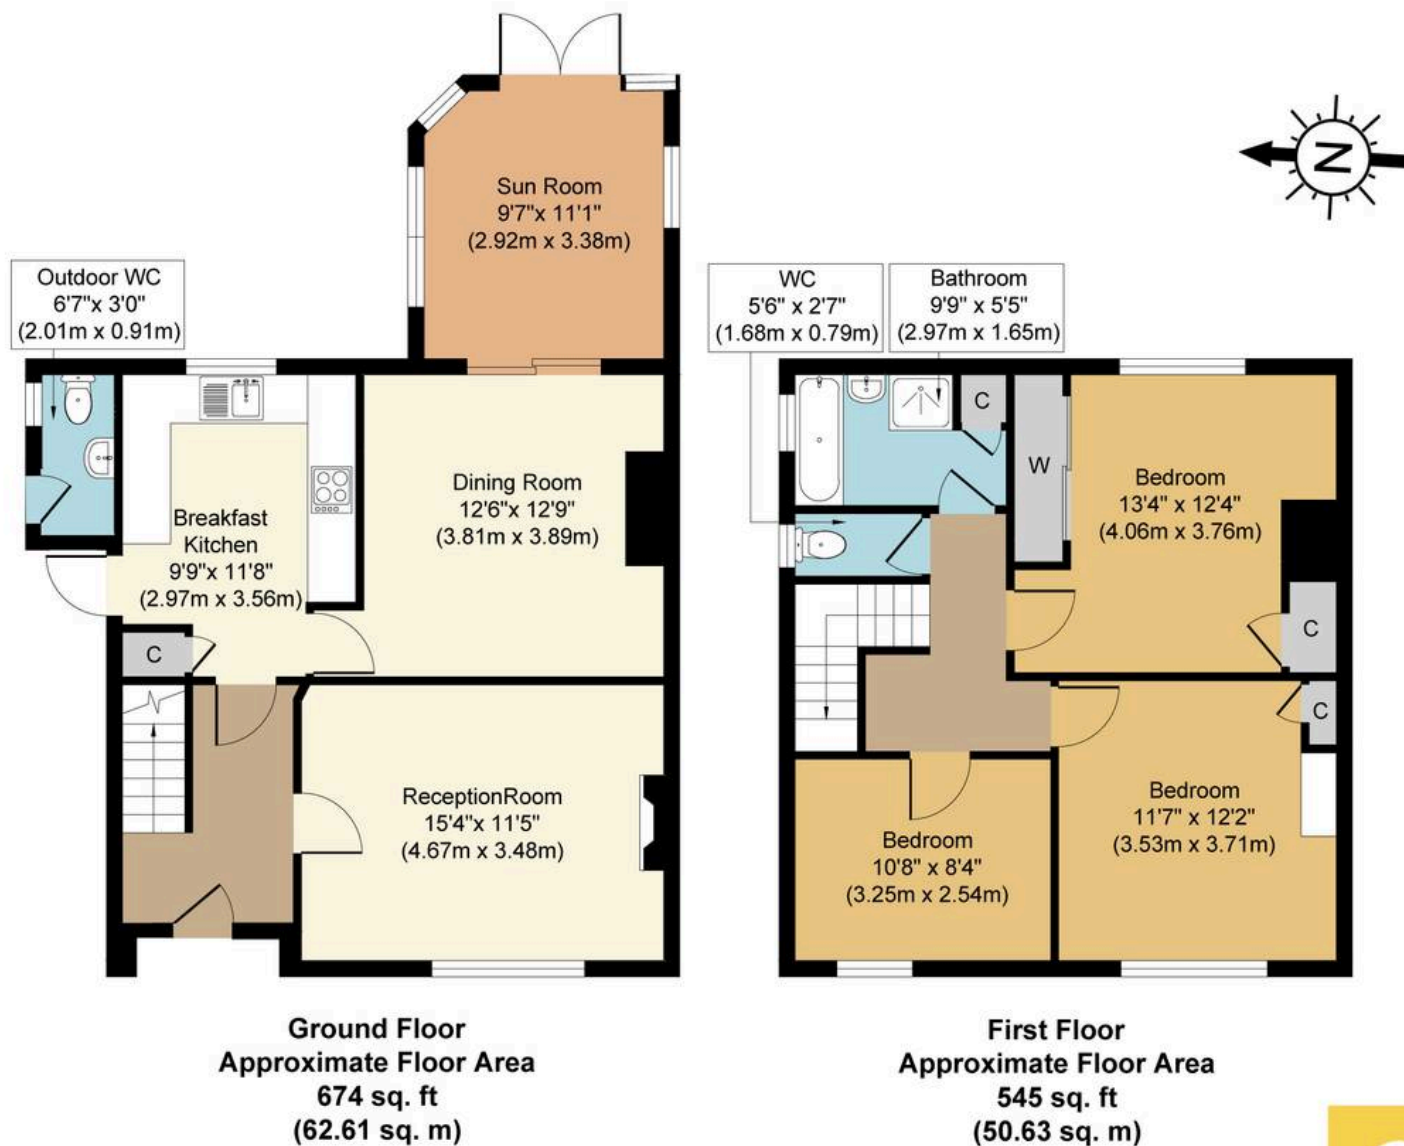 Sun Room
9'7"x 11'1"
(2.92m x 3.38m)
N
Outdoor WC
6'7"x 3'0"
(2.01m x 0.91m)
WC
5'6" x 2'7"
(1.68m x 0.79m)
Bathroom
9'9" x 5'5"
(2.97m x 1.65m)
Breakfast
Kitchen
9'9"x 11'8"
(2.97m x 3.56m)
Dining Room
12'6"x 12'9"
(3.81m x 3.89m)
C
ReceptionRoom
15'4"x 11'5"
(4.67m x 3.48m)
C
W
Bedroom
13'4" x 12'4"
(4.06m x 3.76m)
C
C
Bedroom
11'7" x 12'2"
(3.53m x 3.71m)
Bedroom
10'8" x 8'4"
(3.25m x 2.54m)
Ground Floor
Approximate Floor Area
674 sq. ft
(62.61 sq. m)
First Floor
Approximate Floor Area
545 sq. ft
(50.63 sq. m)